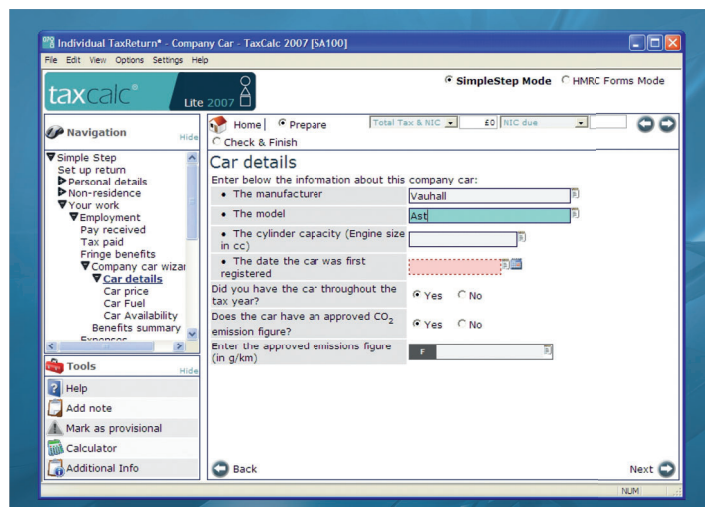 Individual TaxReturn* - Company Car - TaxCalc 2007 [SA100]
File Edit View Options Settings Help
taxcalc® Lite 2007
SimpleStep Mode HMRC Forms Mode
Navigation Hide
Home | Prepare Total Tax & NIC £0 NIC due
Check & Finish
Simple Step
Set up return
Personal details
Non-residence
Your work
Employment
Pay received
Tax paid
Fringe benefits
Company car wizar
Car details
Car price
Car Fuel
Car Availability
Benefits summary
Expenses
Tools Hide
Help
Add note
Mark as provisional
Calculator
Additional Info
Car details
Enter below the information about this company car:
• The manufacturer Vauhall
• The model Ast
• The cylinder capacity (Engine size
in cc)
• The date the car was first
registered
Did you have the car throughout the
tax year? Yes No
Does the car have an approved CO2
emission figure? Yes No
Enter the approved emissions figure
(in g/km) F
Back Next
NUM